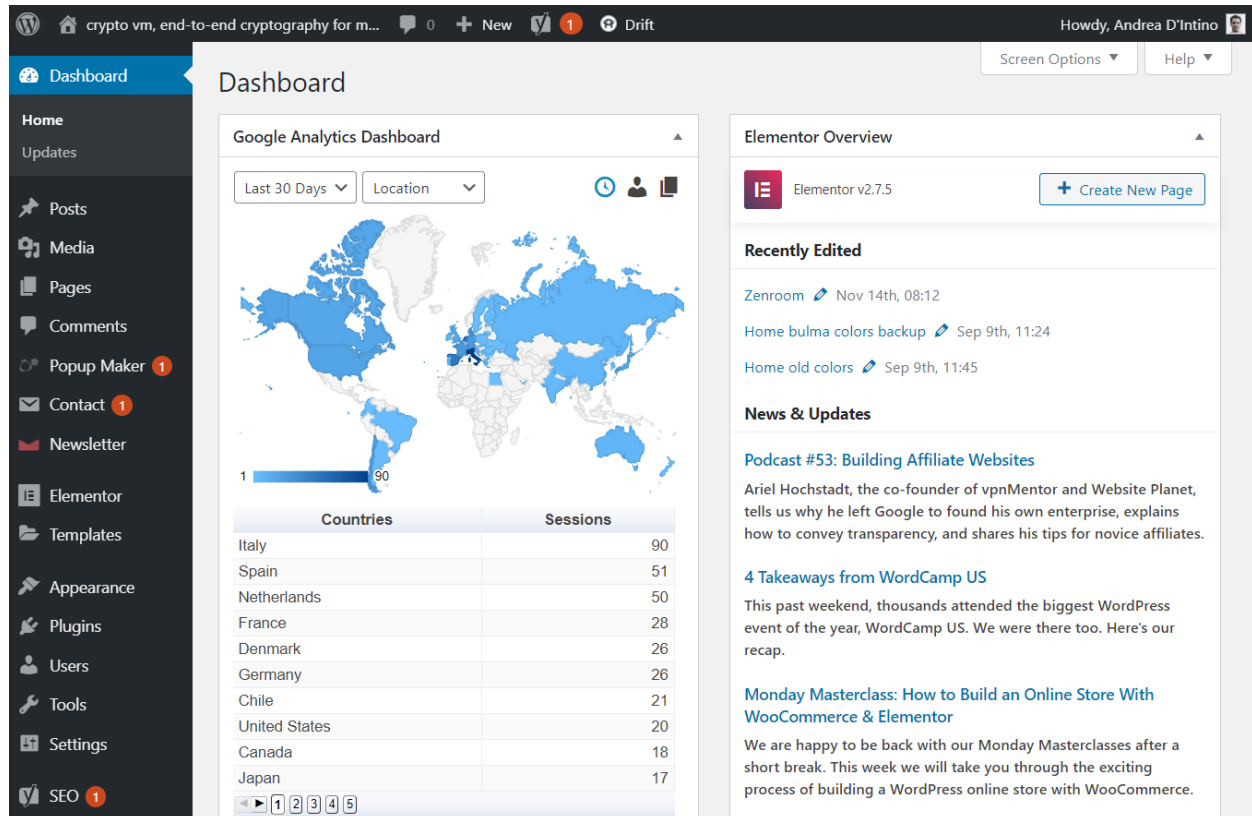 crypto vm, end-to-end cryptography for m... 0 New 1 Drift Howdy, Andrea D'Intino
Dashboard
Home
Updates
Posts
Media
Pages
Comments
Popup Maker 1
Contact 1
Newsletter
Elementor
Templates
Appearance
Plugins
Users
Tools
Settings
SEO 1
Screen Options Help
Dashboard
Google Analytics Dashboard
Last 30 Days Location
1 90
Countries Sessions
Italy 90
Spain 51
Netherlands 50
France 28
Denmark 26
Germany 26
Chile 21
United States 20
Canada 18
Japan 17
1 2 3 4 5
Elementor Overview
Elementor v2.7.5 Create New Page
Recently Edited
Zenroom Nov 14th, 08:12
Home bulma colors backup Sep 9th, 11:24
Home old colors Sep 9th, 11:45
News & Updates
Podcast #53: Building Affiliate Websites
Ariel Hochstadt, the co-founder of vpnMentor and Website Planet,
tells us why he left Google to found his own enterprise, explains
how to convey transparency, and shares his tips for novice affiliates.
4 Takeaways from WordCamp US
This past weekend, thousands attended the biggest WordPress
event of the year, WordCamp US. We were there too. Here's our
recap.
Monday Masterclass: How to Build an Online Store With
WooCommerce & Elementor
We are happy to be back with our Monday Masterclasses after a
short break. This week we will take you through the exciting
process of building a WordPress online store with WooCommerce.